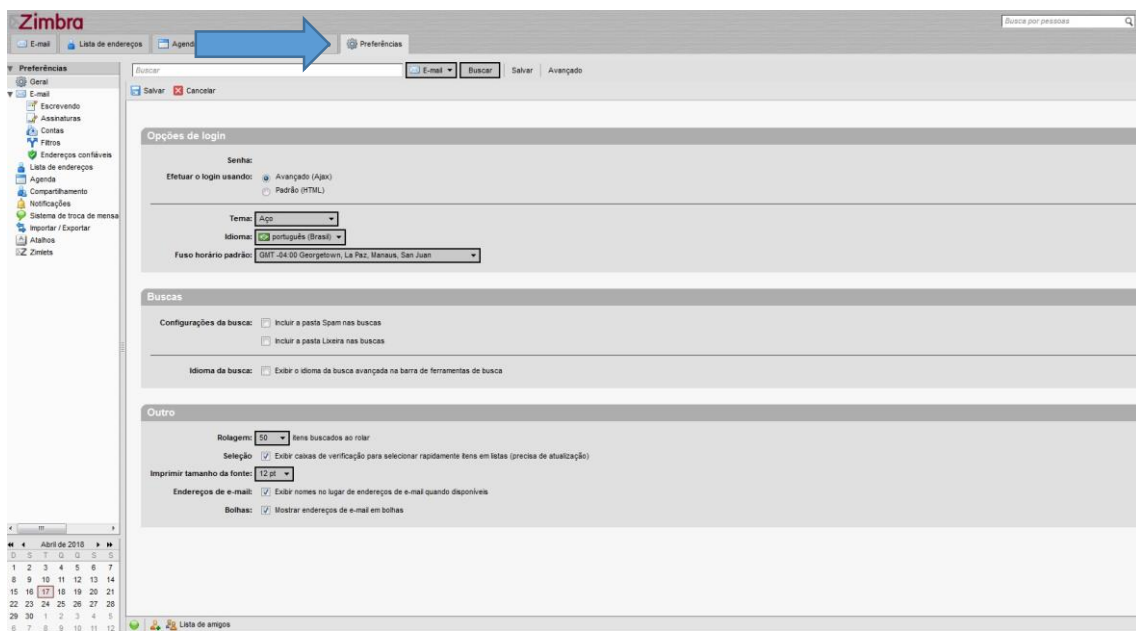 Zimbra
Busca por pessoas
E-mail
Lista de endereços
Agend
Preferências
Preferências
Geral
E-mail
Escrevendo
Assinaturas
Contas
Filtros
Endereços confiáveis
Lista de endereços
Agenda
Compartilhamento
Notificações
Sistema de troca de mensa
Importar / Exportar
Atalhos
Zimlets
Buscar
E-mail
Buscar
Salvar
Avançado
Salvar
Cancelar
Opções de login
Senha:
Efetuar o login usando: Avançado (Ajax)
Padrão (HTML)
Tema: Aço
Idioma: português (Brasil)
Fuso horário padrão: GMT -04:00 Georgetown, La Paz, Manaus, San Juan
Buscas
Configurações da busca: Incluir a pasta Spam nas buscas
Incluir a pasta Lixeira nas buscas
Idioma da busca: Exibir o idioma da busca avançada na barra de ferramentas de busca
Outro
Rolagem: 50 itens buscados ao rolar
Seleção Exibir caixas de verificação para selecionar rapidamente itens em listas (precisa de atualização)
Imprimir tamanho da fonte: 12 pt
Endereços de e-mail: Exibir nomes no lugar de endereços de e-mail quando disponíveis
Bolhas: Mostrar endereços de e-mail em bolhas
Abril de 2018
D S T Q Q S S
1 2 3 4 5 6 7
8 9 10 11 12 13 14
15 16 17 18 19 20 21
22 23 24 25 26 27 28
29 30 1 2 3 4 5
6 7 8 9 10 11 12
Lista de amigos